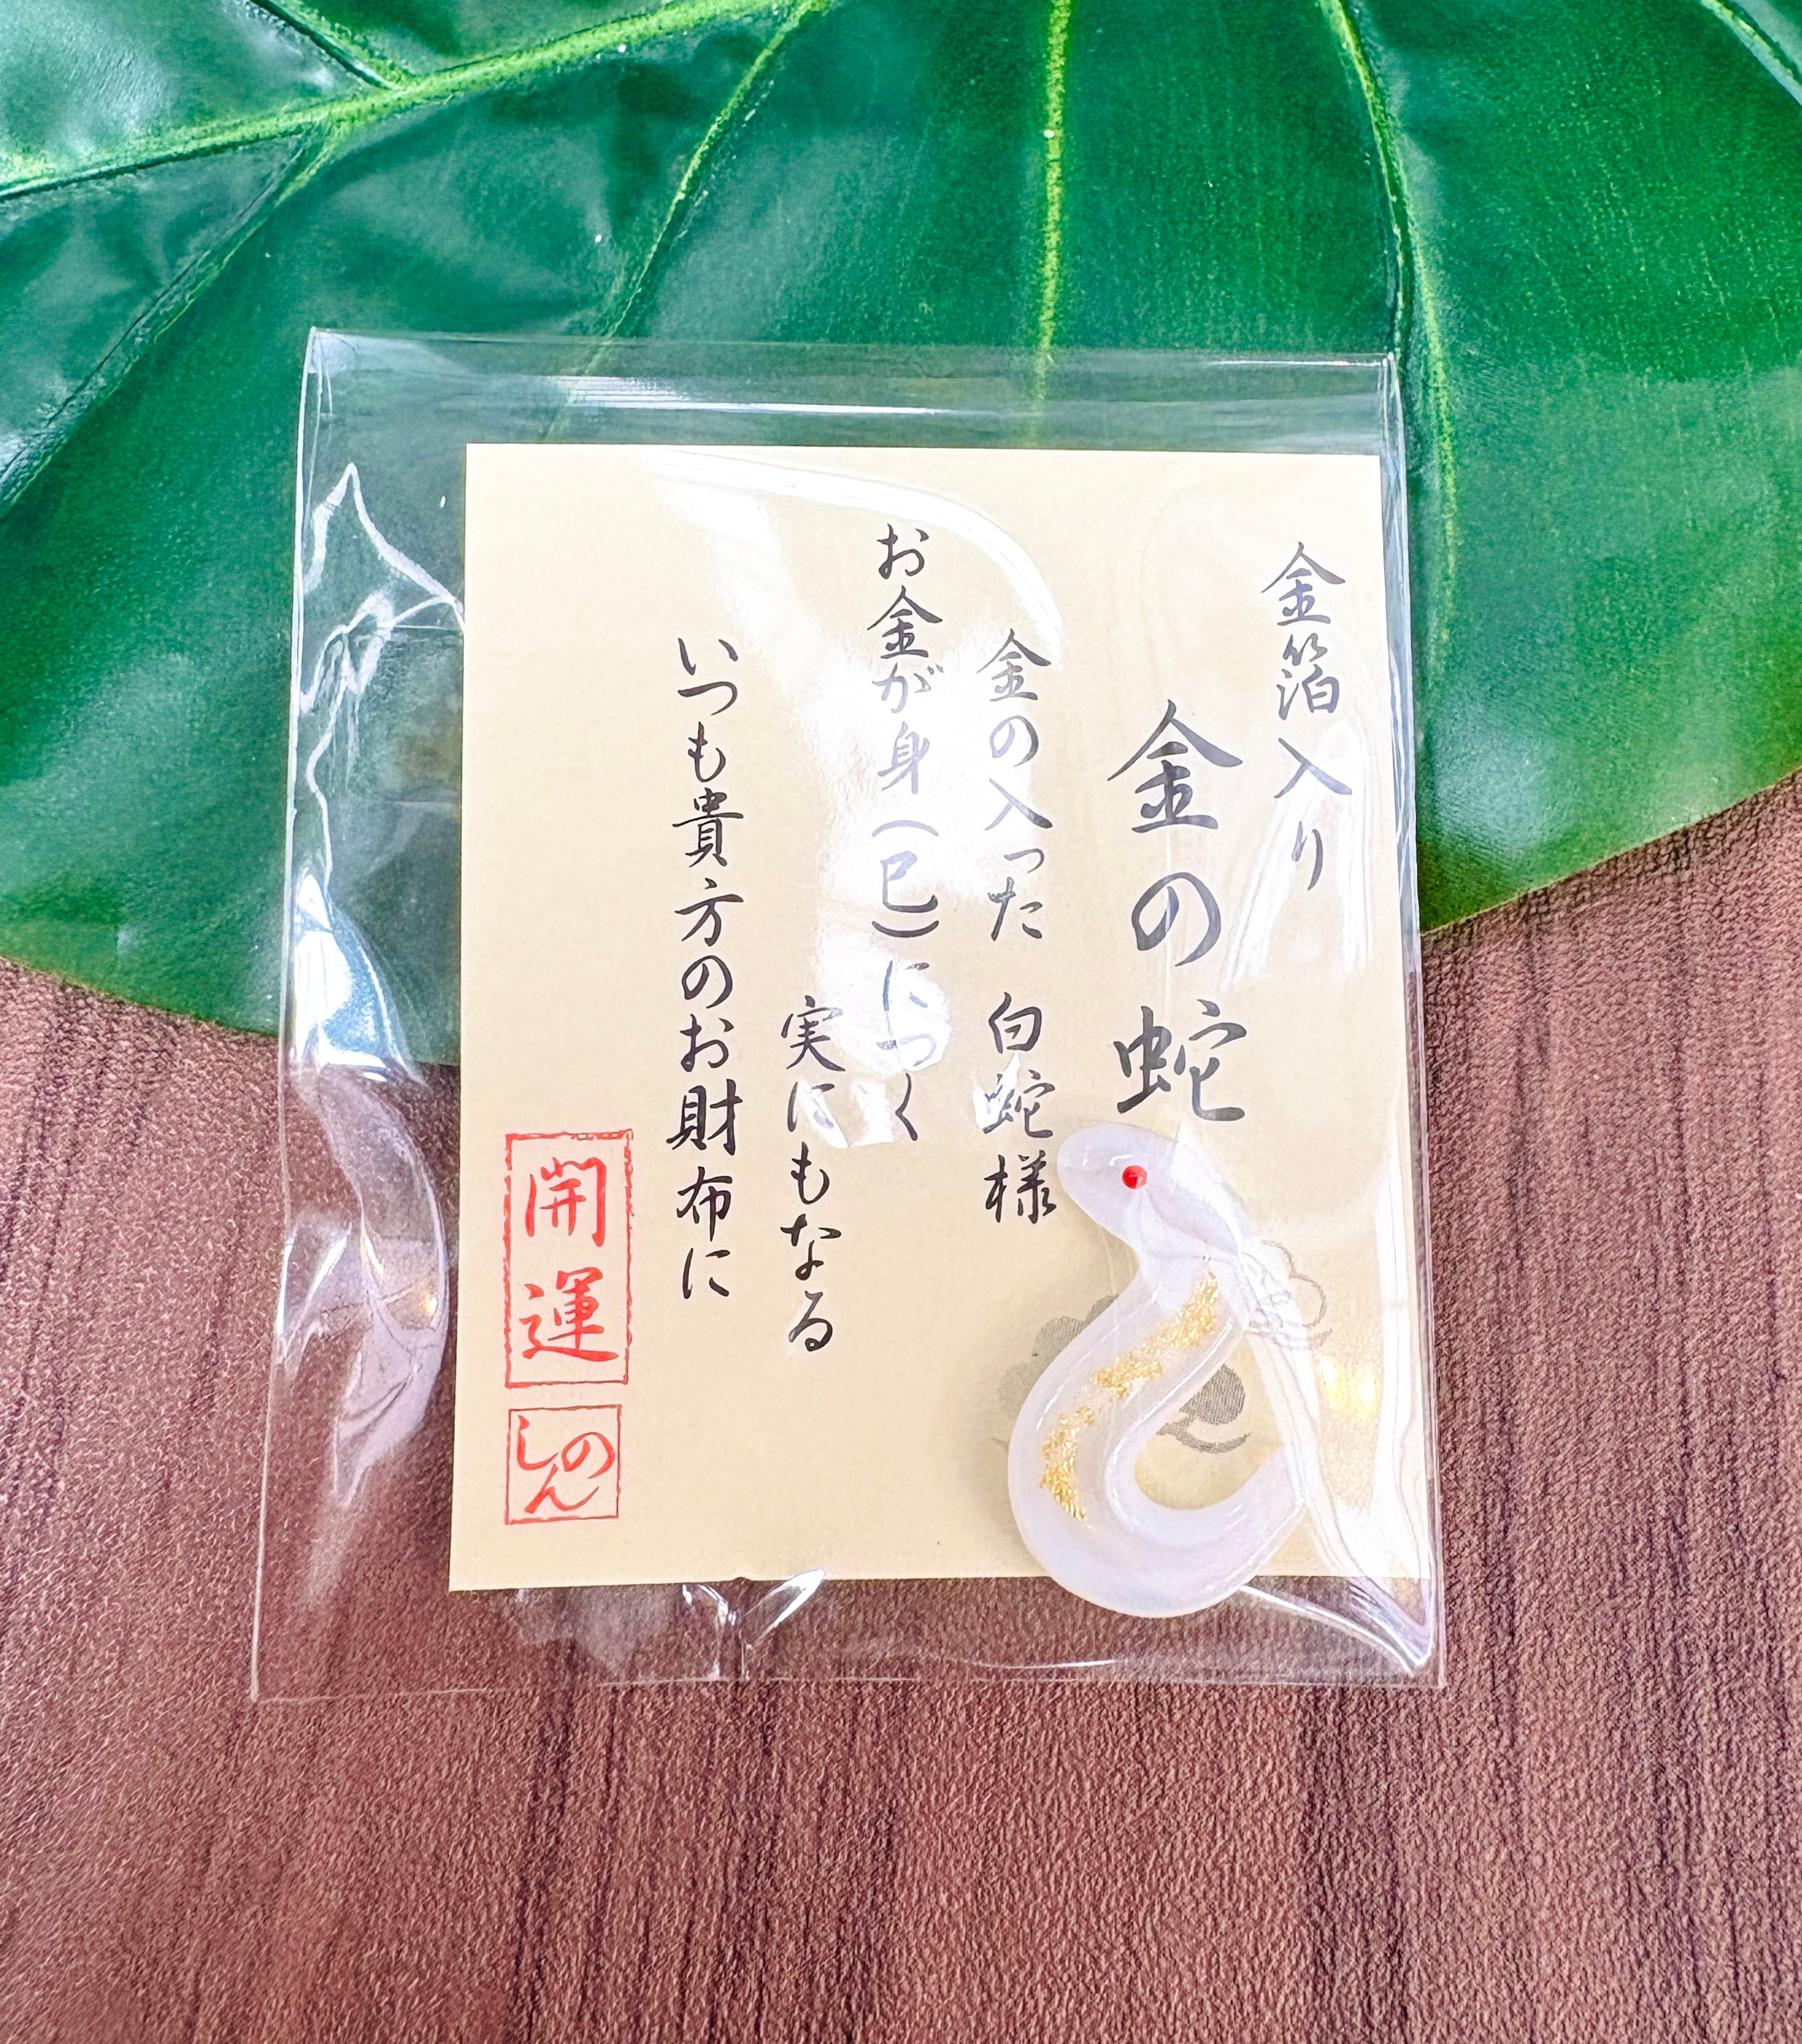 金箔入り
金の蛇
金の入った 白蛇様
お金が身(巳)につく
実にもなる
いつも貴方のお財布に
開運
しのん